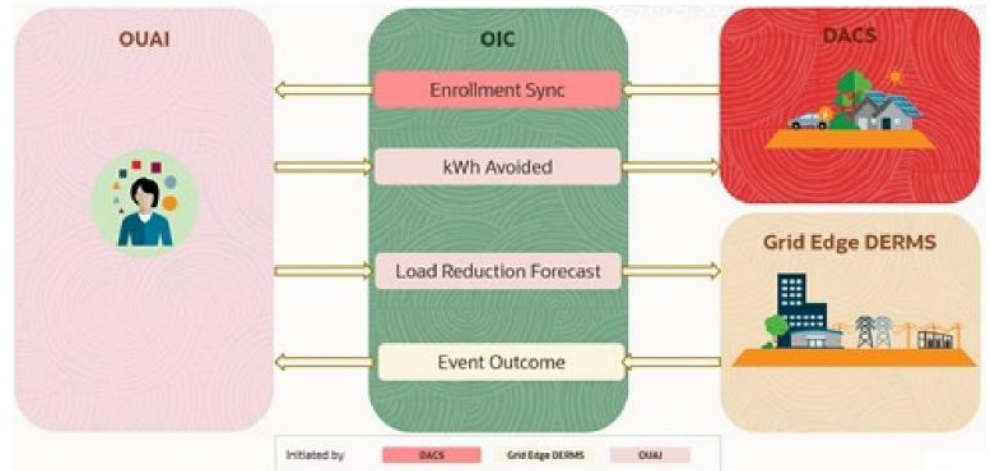 OUAI
OIC
DACS
Enrollment Sync
kWh Avoided
Grid Edge DERMS
Load Reduction Forecast
Event Outcome
Initiated by DACS Grid Edge DERMS OUAI